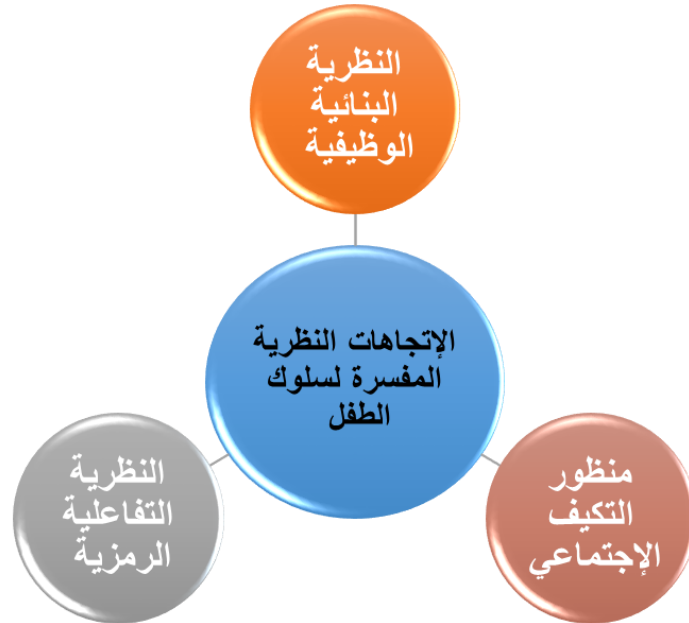 النظرية
البنائية
الوظيفية
الإتجاهات النظرية
المفسرة لسلوك
الطفل
منظور
التكيف
الإجتماعي
النظرية
التفاعلية
الرمزية